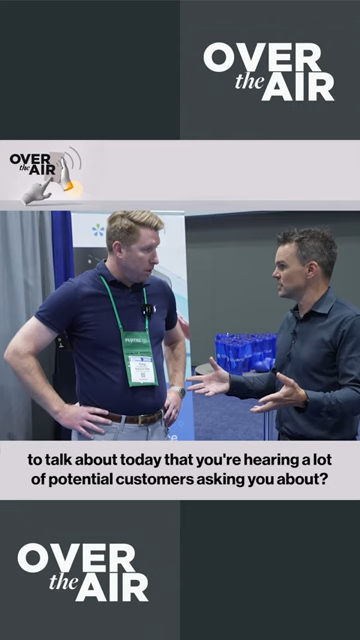 OVER
the AIR
OVER
the AIR
to talk about today that you're hearing a lot
of potential customers asking you about?
OVER
the AIR